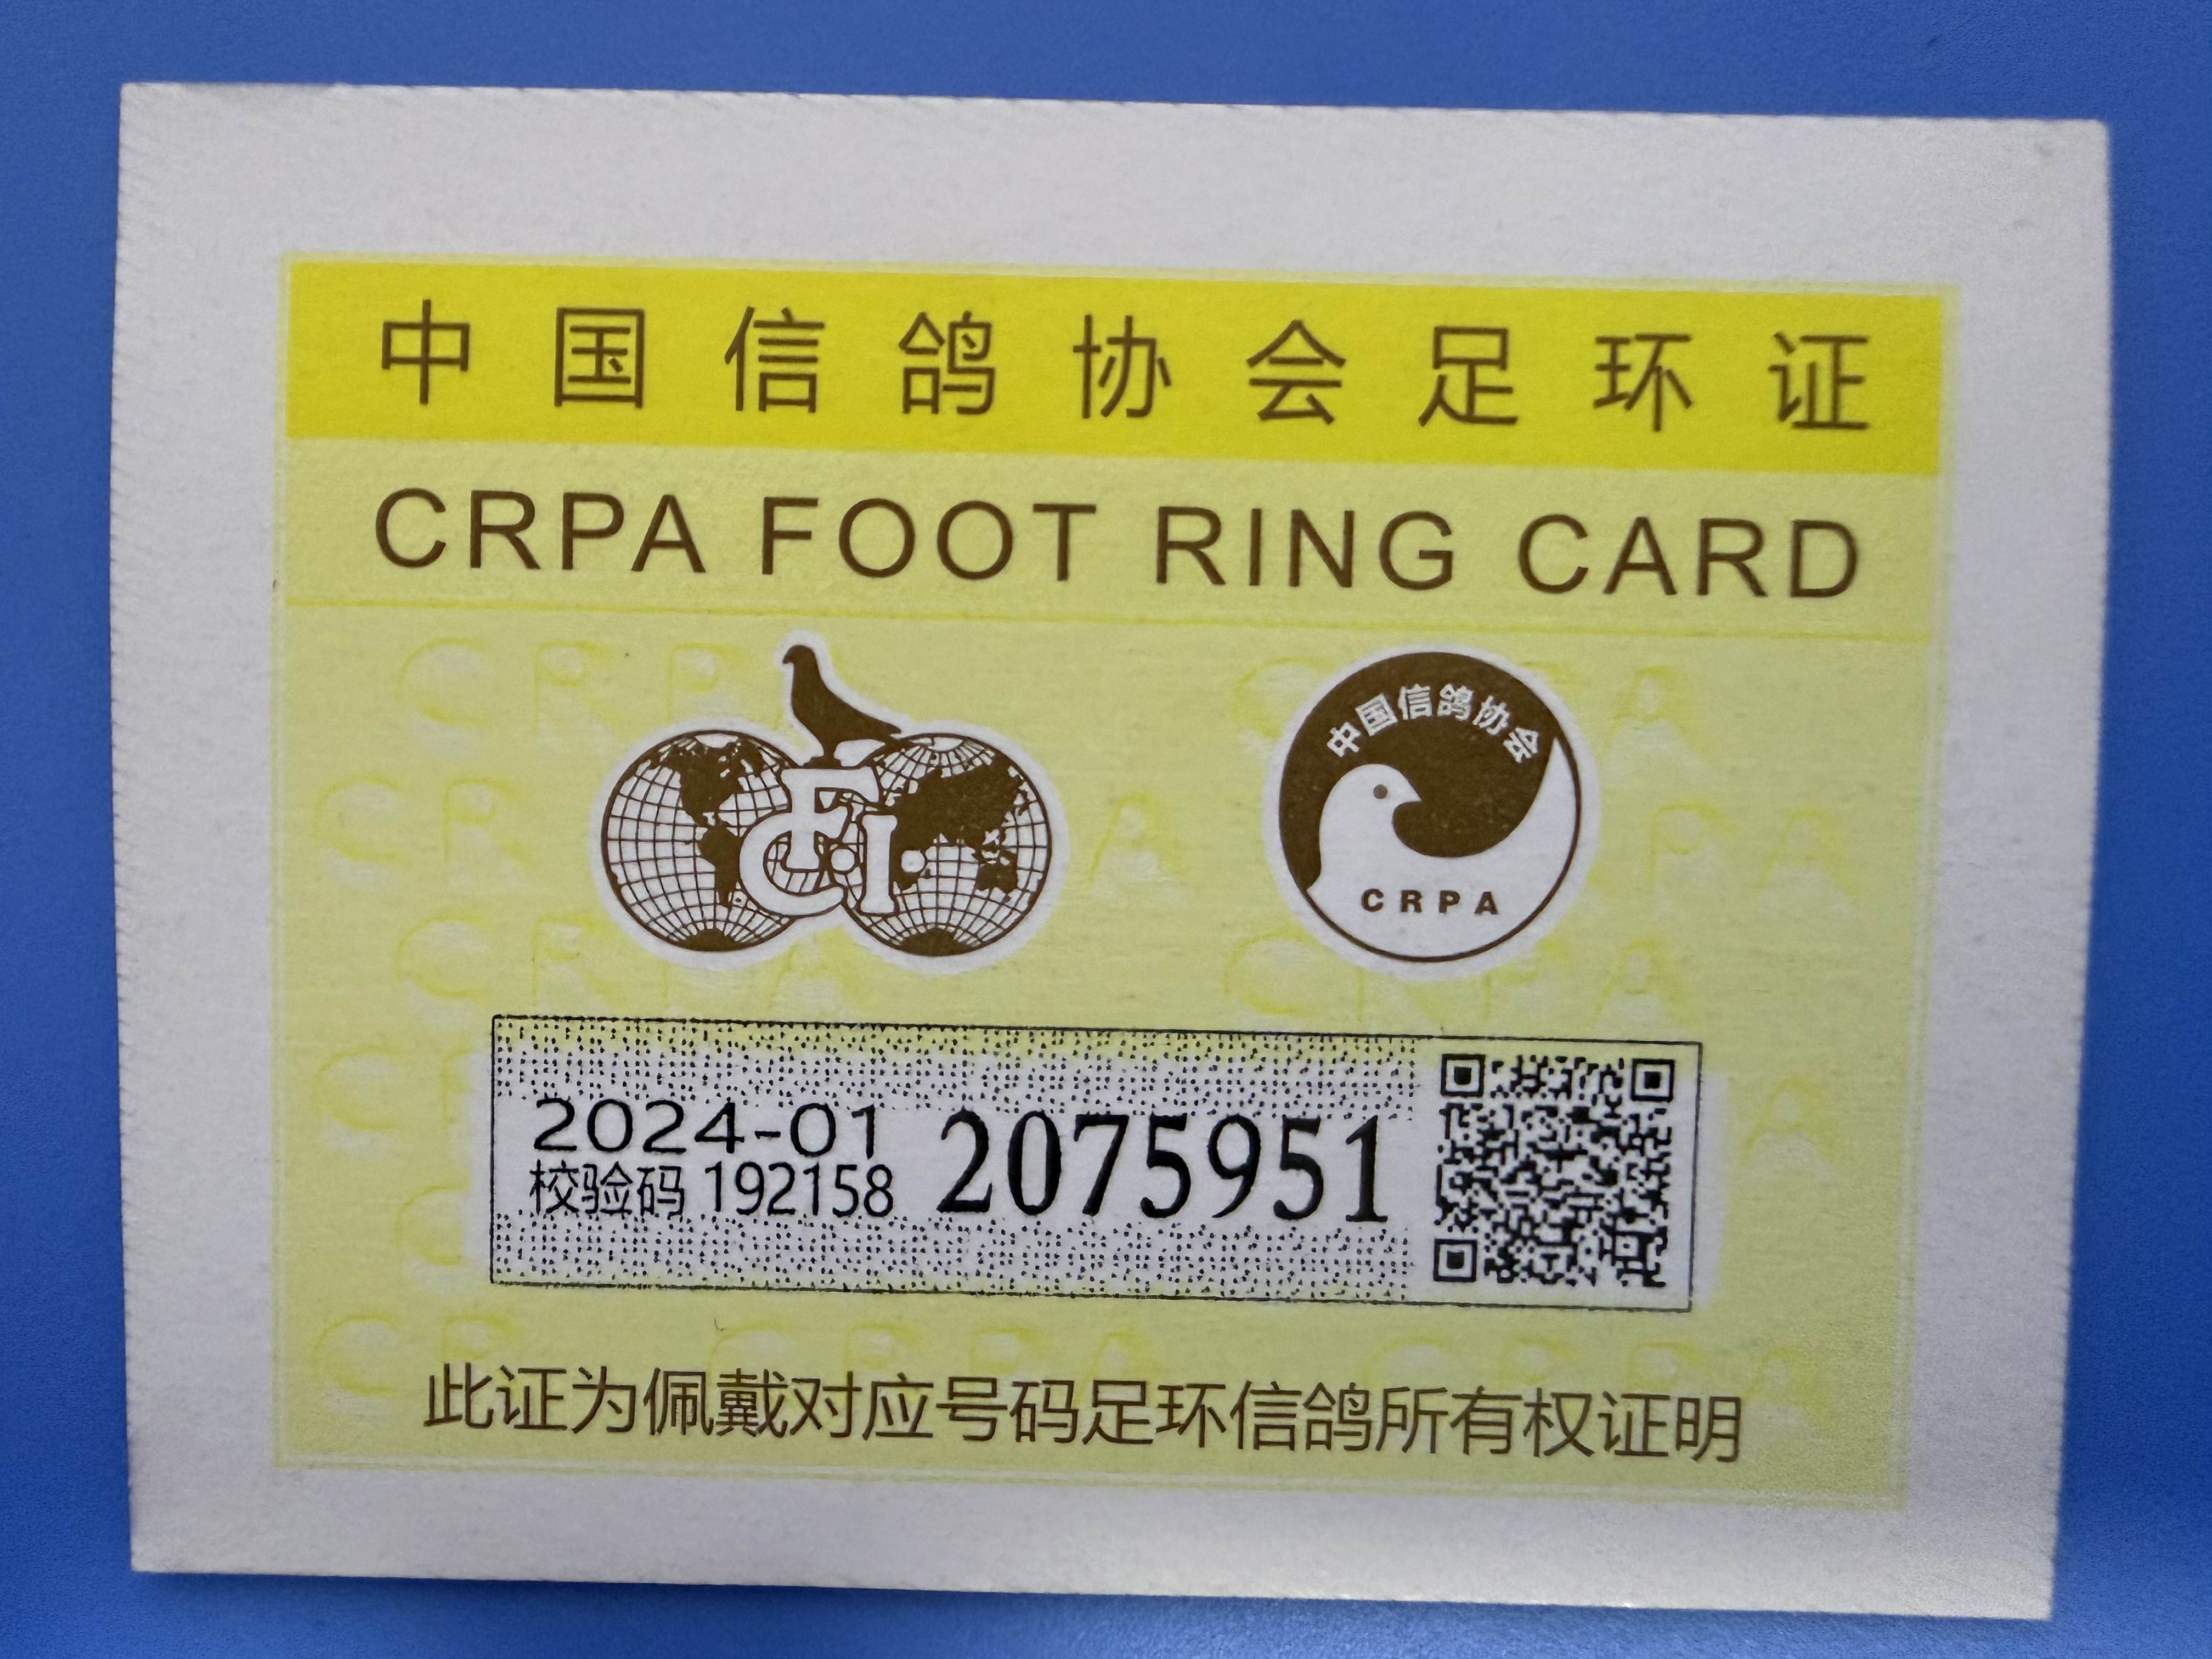 中国信鸽协会足环证
CRPA FOOT RING CARD
FCI
中国信鸽协会
CRPA
2024-01
校验码 192158
2075951
此证为佩戴对应号码足环信鸽所有权证明